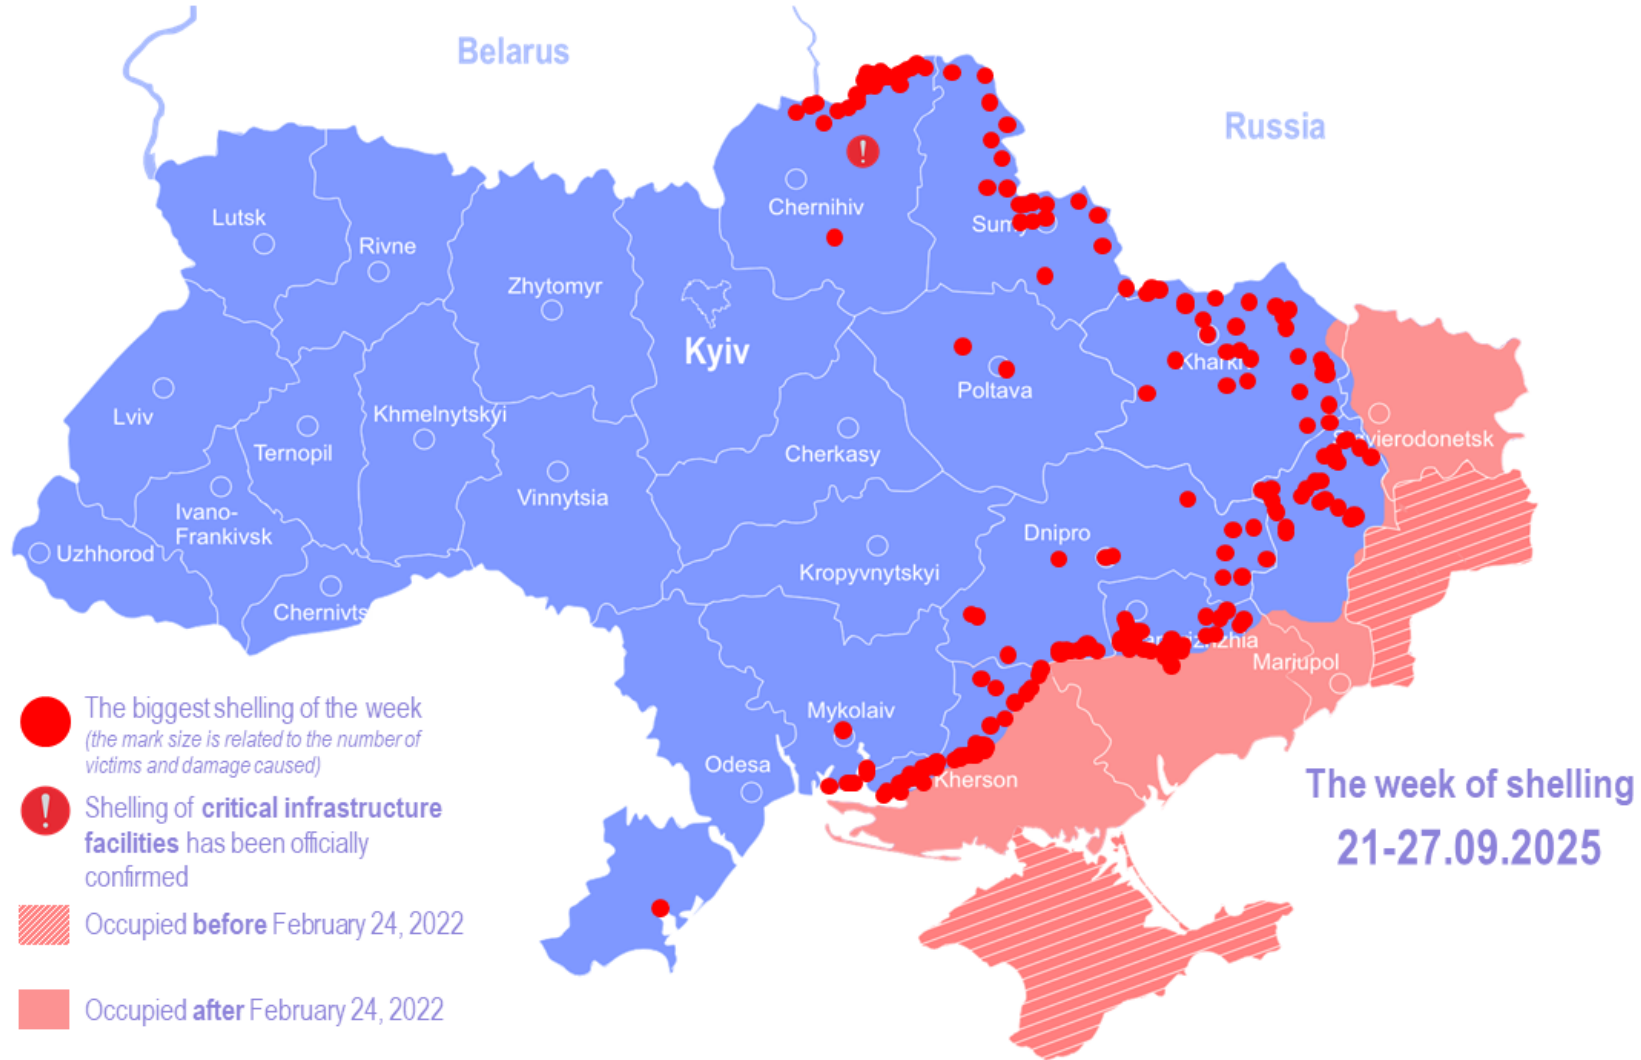 Belarus
Russia
Lutsk
Rivne
Chernihiv
Sumy
Zhytomyr
Kyiv
Lviv
Khmelnytskyi
Ternopil
Poltava
Cherkasy
Vinnytsia
Ivano-
Frankivsk
Uzhhorod
Chernivts
Dnipro
Kropyvnytskyi
Mariupol
Mykolaiv
Odesa
Kherson
The biggest shelling of the week
(the mark size is related to the number of
victims and damage caused)
!
Shelling of critical infrastructure
facilities has been officially
confirmed
Occupied before February 24, 2022
Occupied after February 24, 2022
The week of shelling
21-27.09.2025